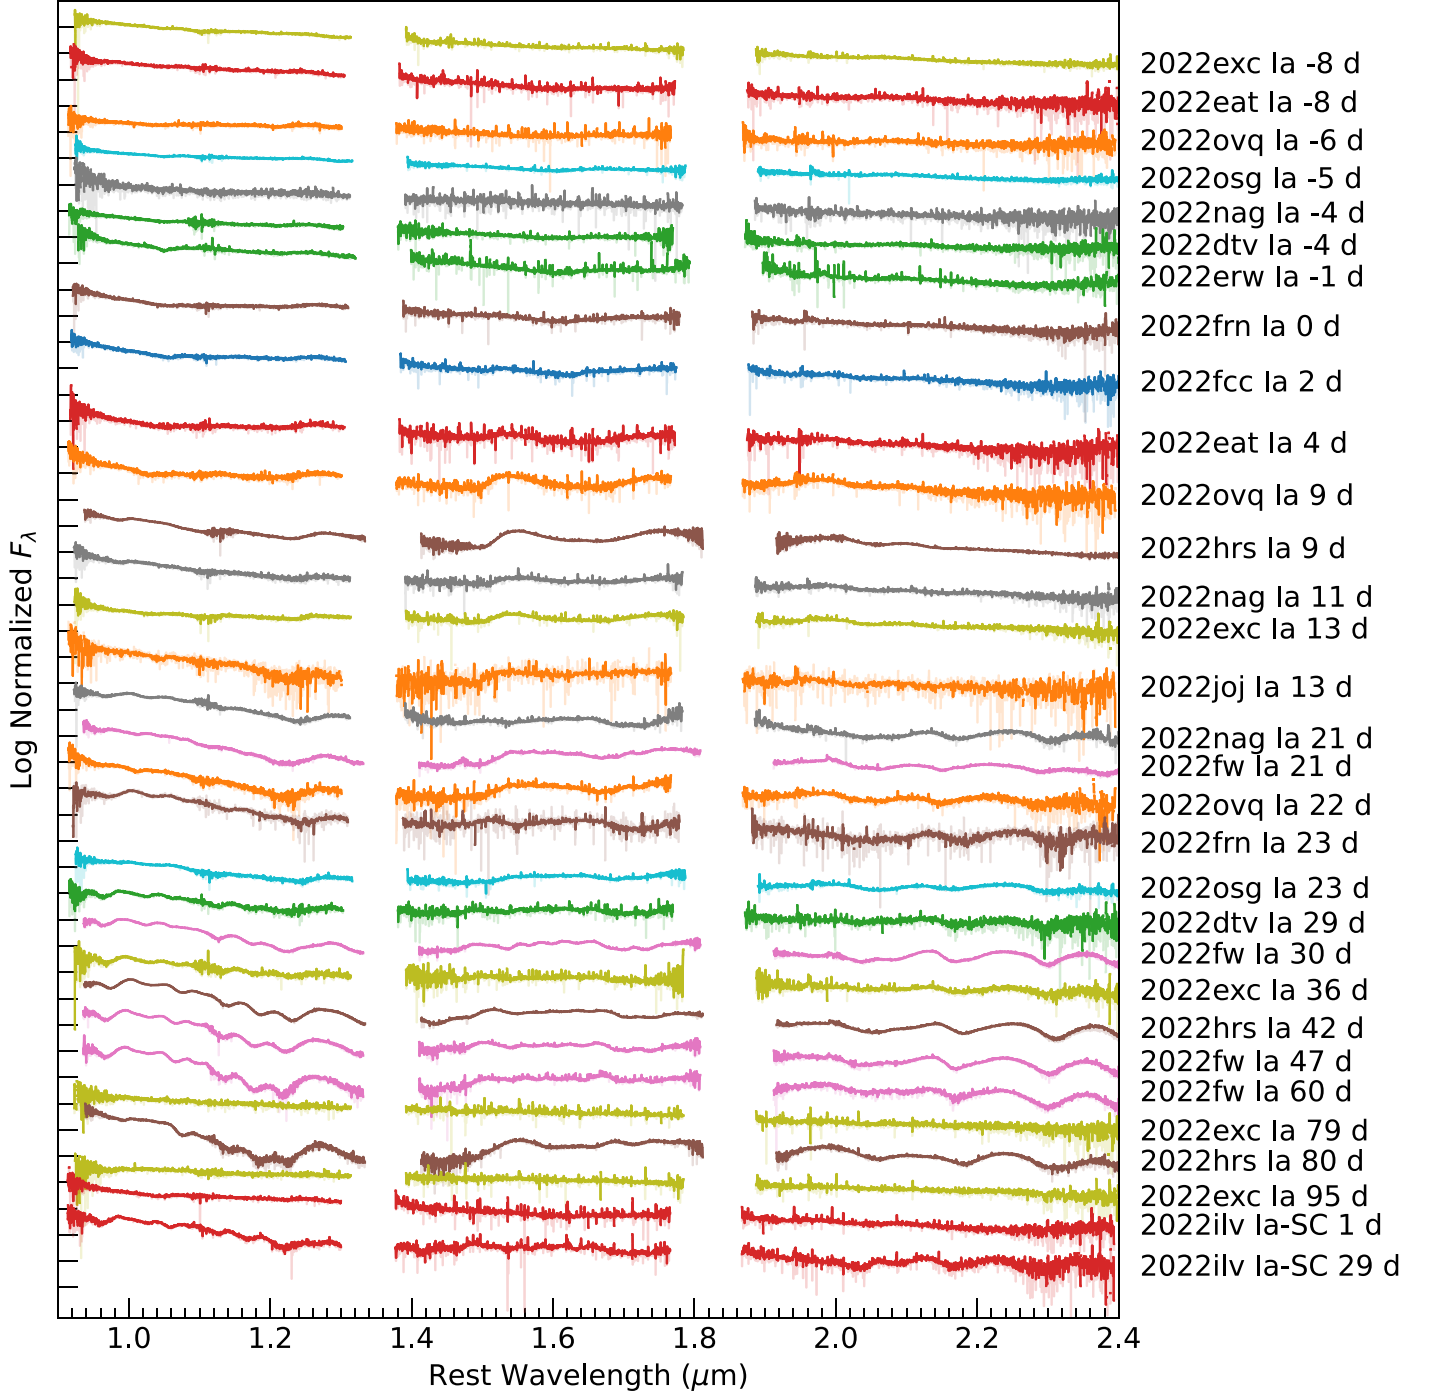 2022exc Ia -8 d
2022eat Ia -8 d
2022ovq Ia -6 d
2022osg Ia -5 d
2022nag Ia -4 d
2022dtv Ia -4 d
2022erw Ia -1 d
2022frn Ia 0 d
2022fcc Ia 2 d
2022eat Ia 4 d
2022ovq Ia 9 d
2022hrs Ia 9 d
2022nag Ia 11 d
2022exc Ia 13 d
2022joj Ia 13 d
2022nag Ia 21 d
2022fw Ia 21 d
2022ovq Ia 22 d
2022frn Ia 23 d
2022osg Ia 23 d
2022dtv Ia 29 d
2022fw Ia 30 d
2022exc Ia 36 d
2022hrs Ia 42 d
2022fw Ia 47 d
2022fw Ia 60 d
2022exc Ia 79 d
2022hrs Ia 80 d
2022exc Ia 95 d
2022ilv Ia-SC 1 d
2022ilv Ia-SC 29 d
Log Normalized F_λ
1.0 1.2 1.4 1.6 1.8 2.0 2.2 2.4
Rest Wavelength (μm)